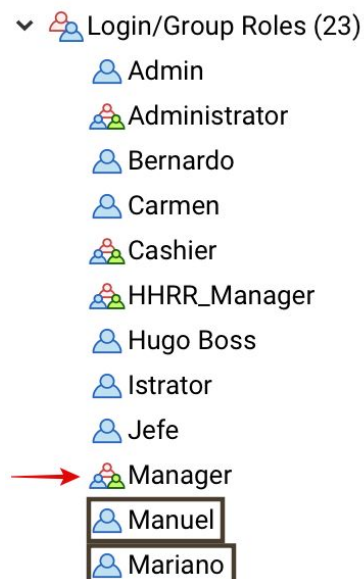 Login/Group Roles (23)
Admin
Administrator
Bernardo
Carmen
Cashier
HHRR_Manager
Hugo Boss
Istrator
Jefe
Manager
Manuel
Mariano